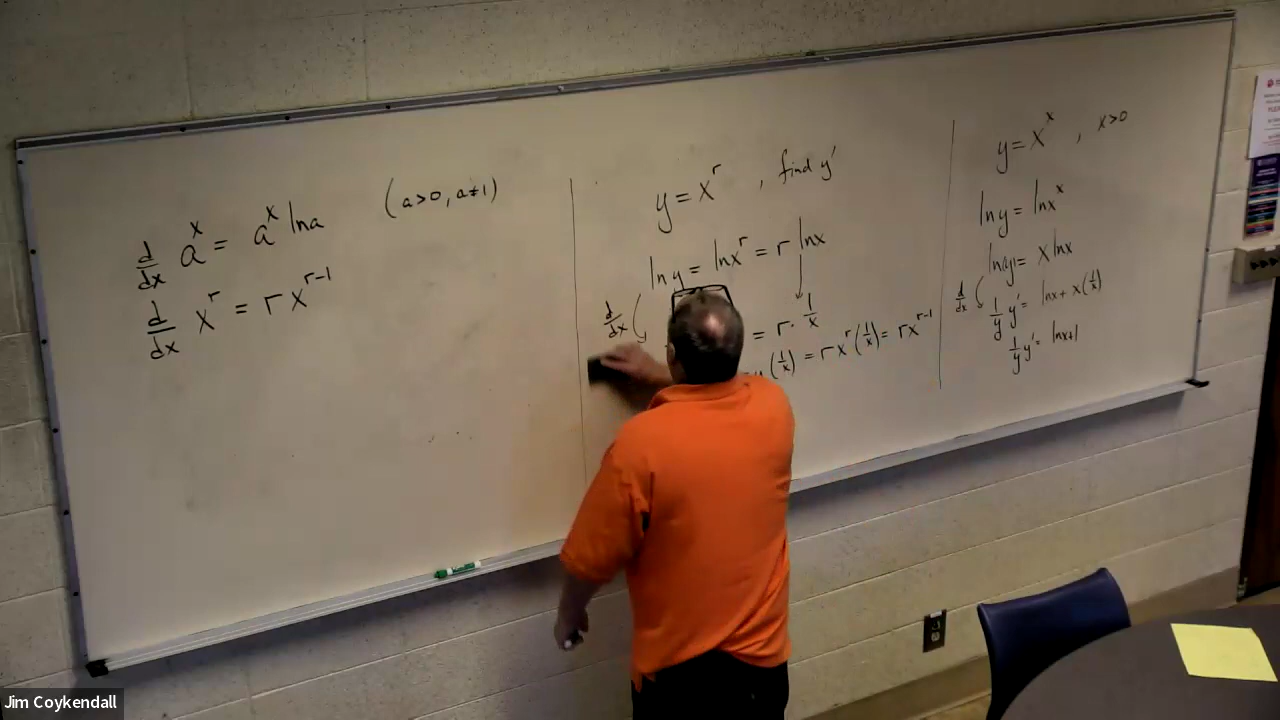 d/dx a^x = a^x ln a (a>0, a≠1)
d/dx x^r = r x^{r-1}
y = x^r , find y'
ln y = ln x^r = r ln x
d/dx (
= r · 1/x
(1/x) = r x^r (1/x) = r x^{r-1}
y = x^x , x>0
ln y = ln x^x
ln y = x ln x
d/dx ( 1/y y' = ln x + x(1/x)
1/y y' = ln x + 1
Jim Coykendall